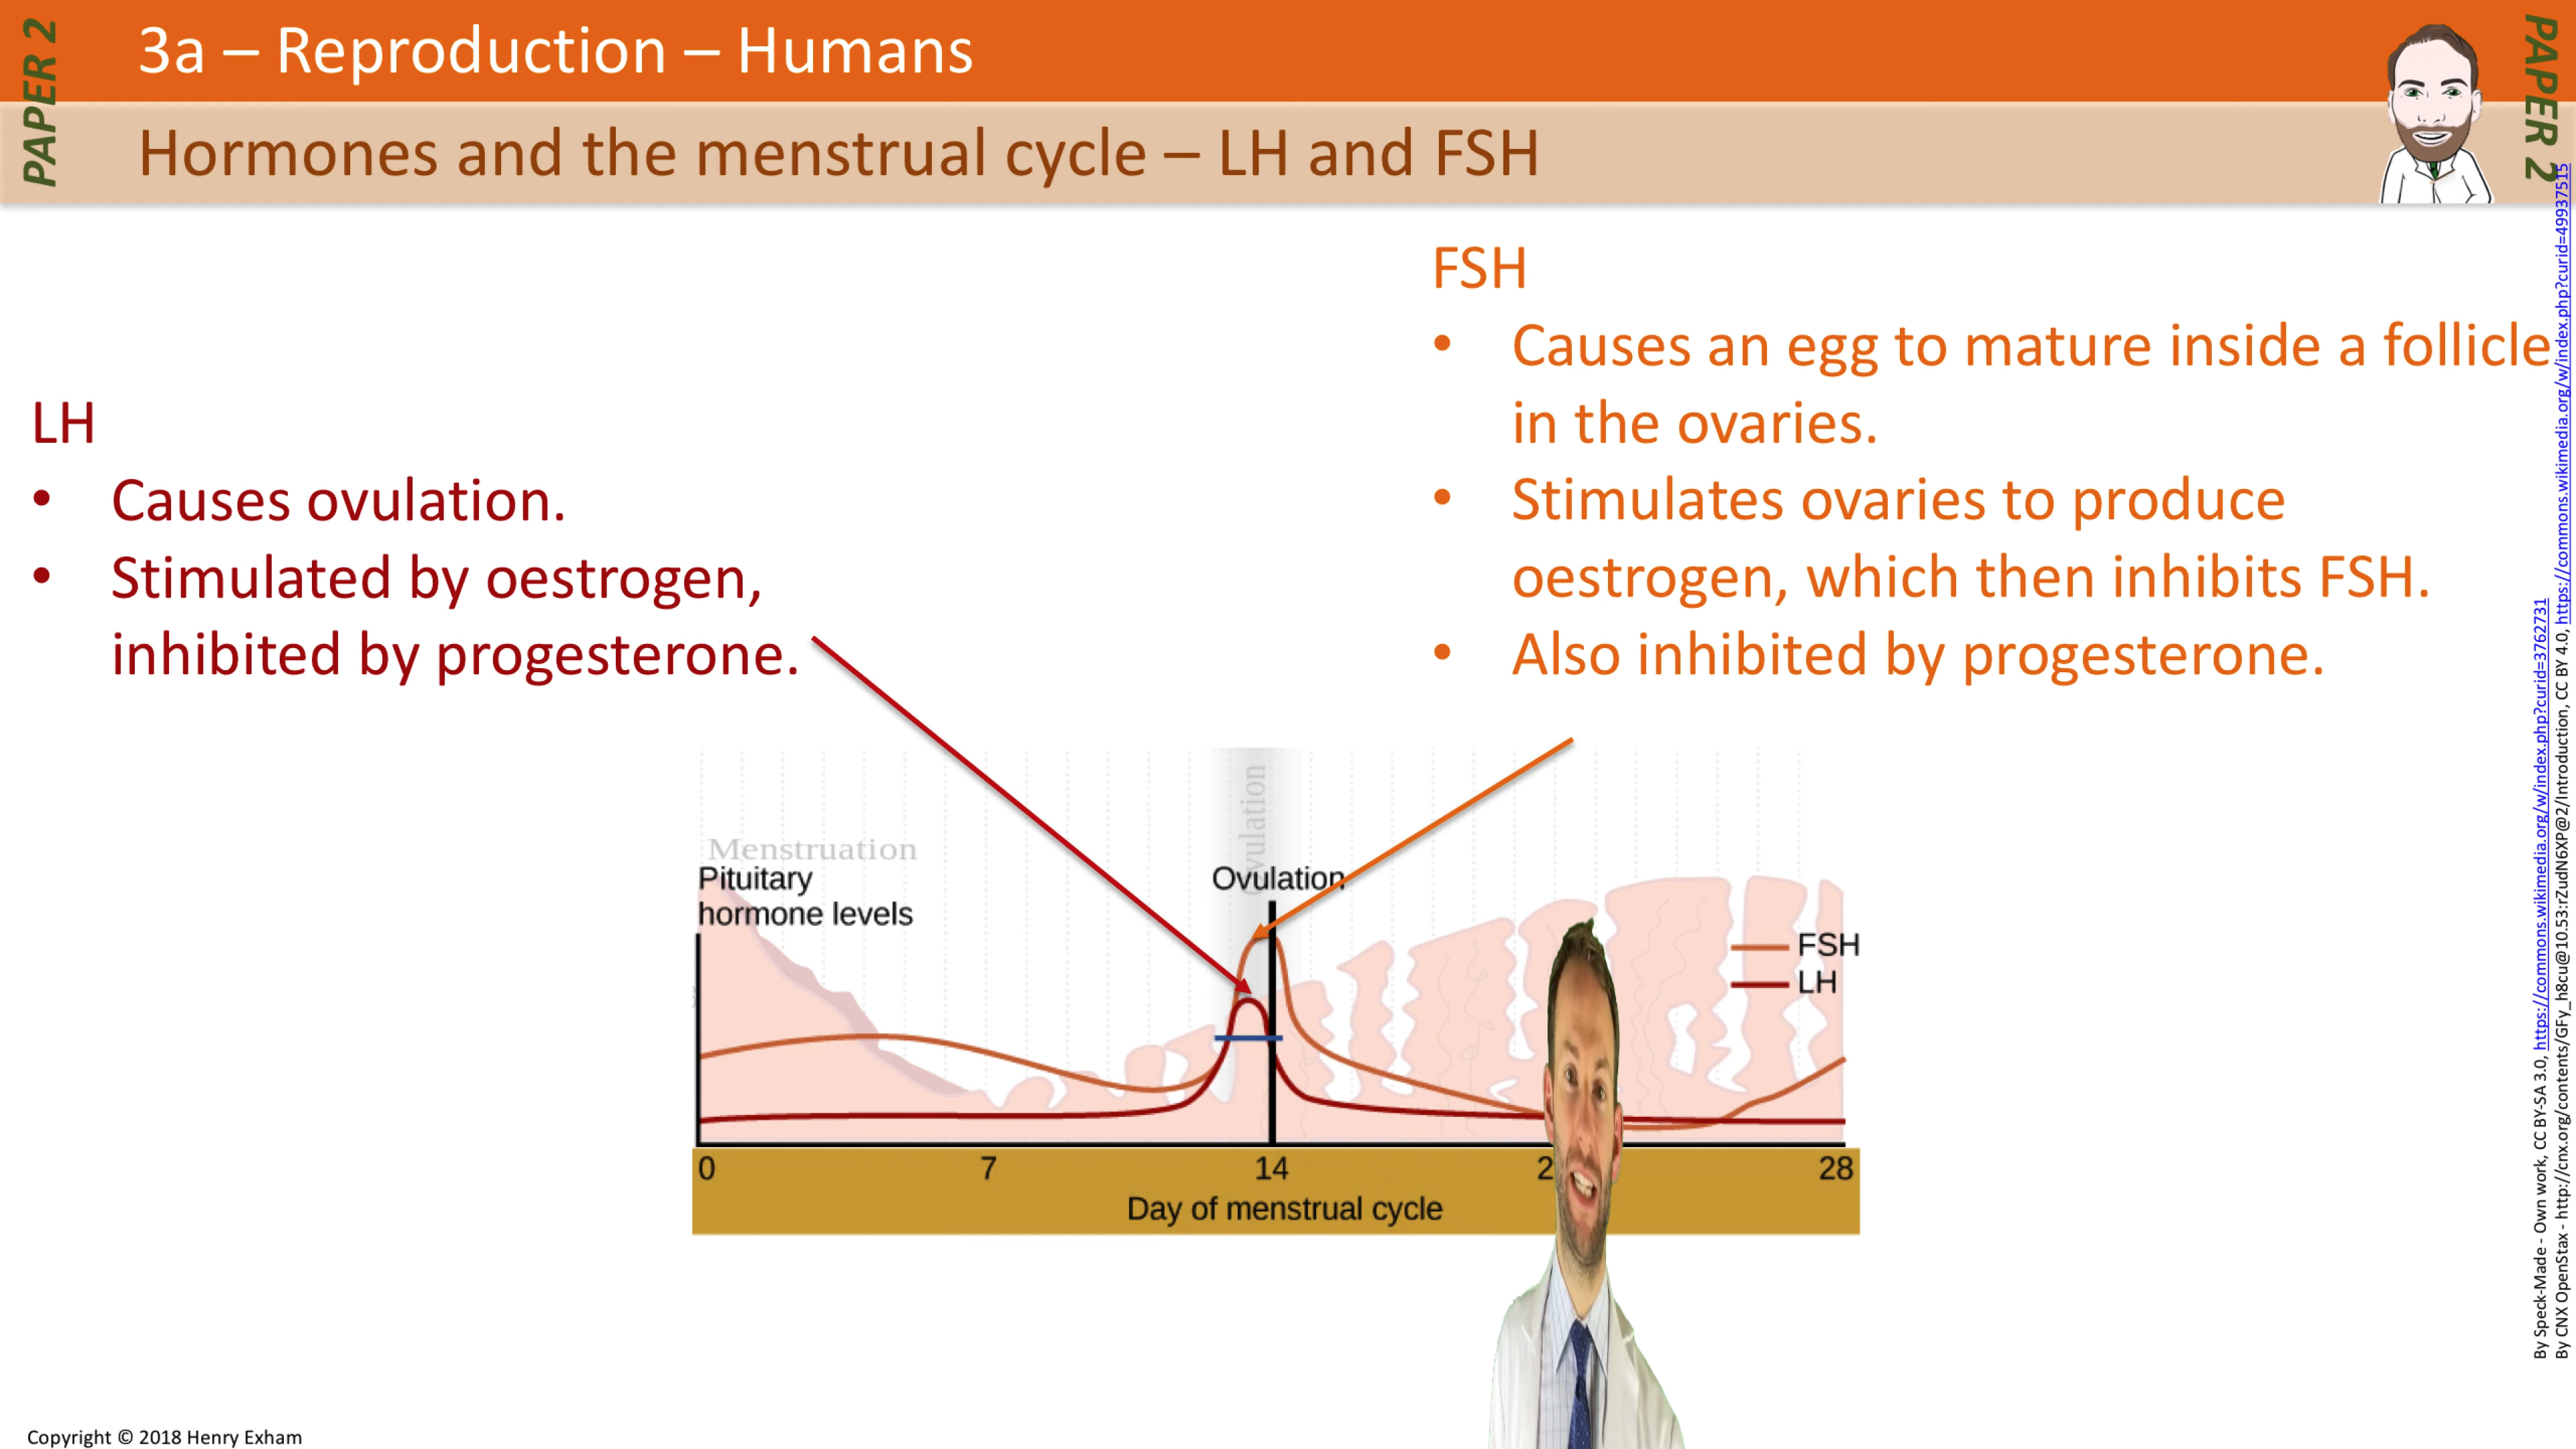 PAPER 2
3a – Reproduction – Humans
PAPER 2
Hormones and the menstrual cycle – LH and FSH
LH
• Causes ovulation.
• Stimulated by oestrogen,
inhibited by progesterone.
FSH
• Causes an egg to mature inside a follicle
in the ovaries.
• Stimulates ovaries to produce
oestrogen, which then inhibits FSH.
• Also inhibited by progesterone.
Ovulation
Menstruation
Pituitary
hormone levels
Ovulation
FSH
LH
0 7 14 2 28
Day of menstrual cycle
By Speck-Made - Own work, CC BY-SA 3.0, https://commons.wikimedia.org/w/index.php?curid=3762731
By CNX OpenStax - http://cnx.org/contents/GFy_h8cu@10.53:rZudN6XP@2/Introduction, CC BY 4.0, https://commons.wikimedia.org/w/index.php?curid=49937515
Copyright © 2018 Henry Exham